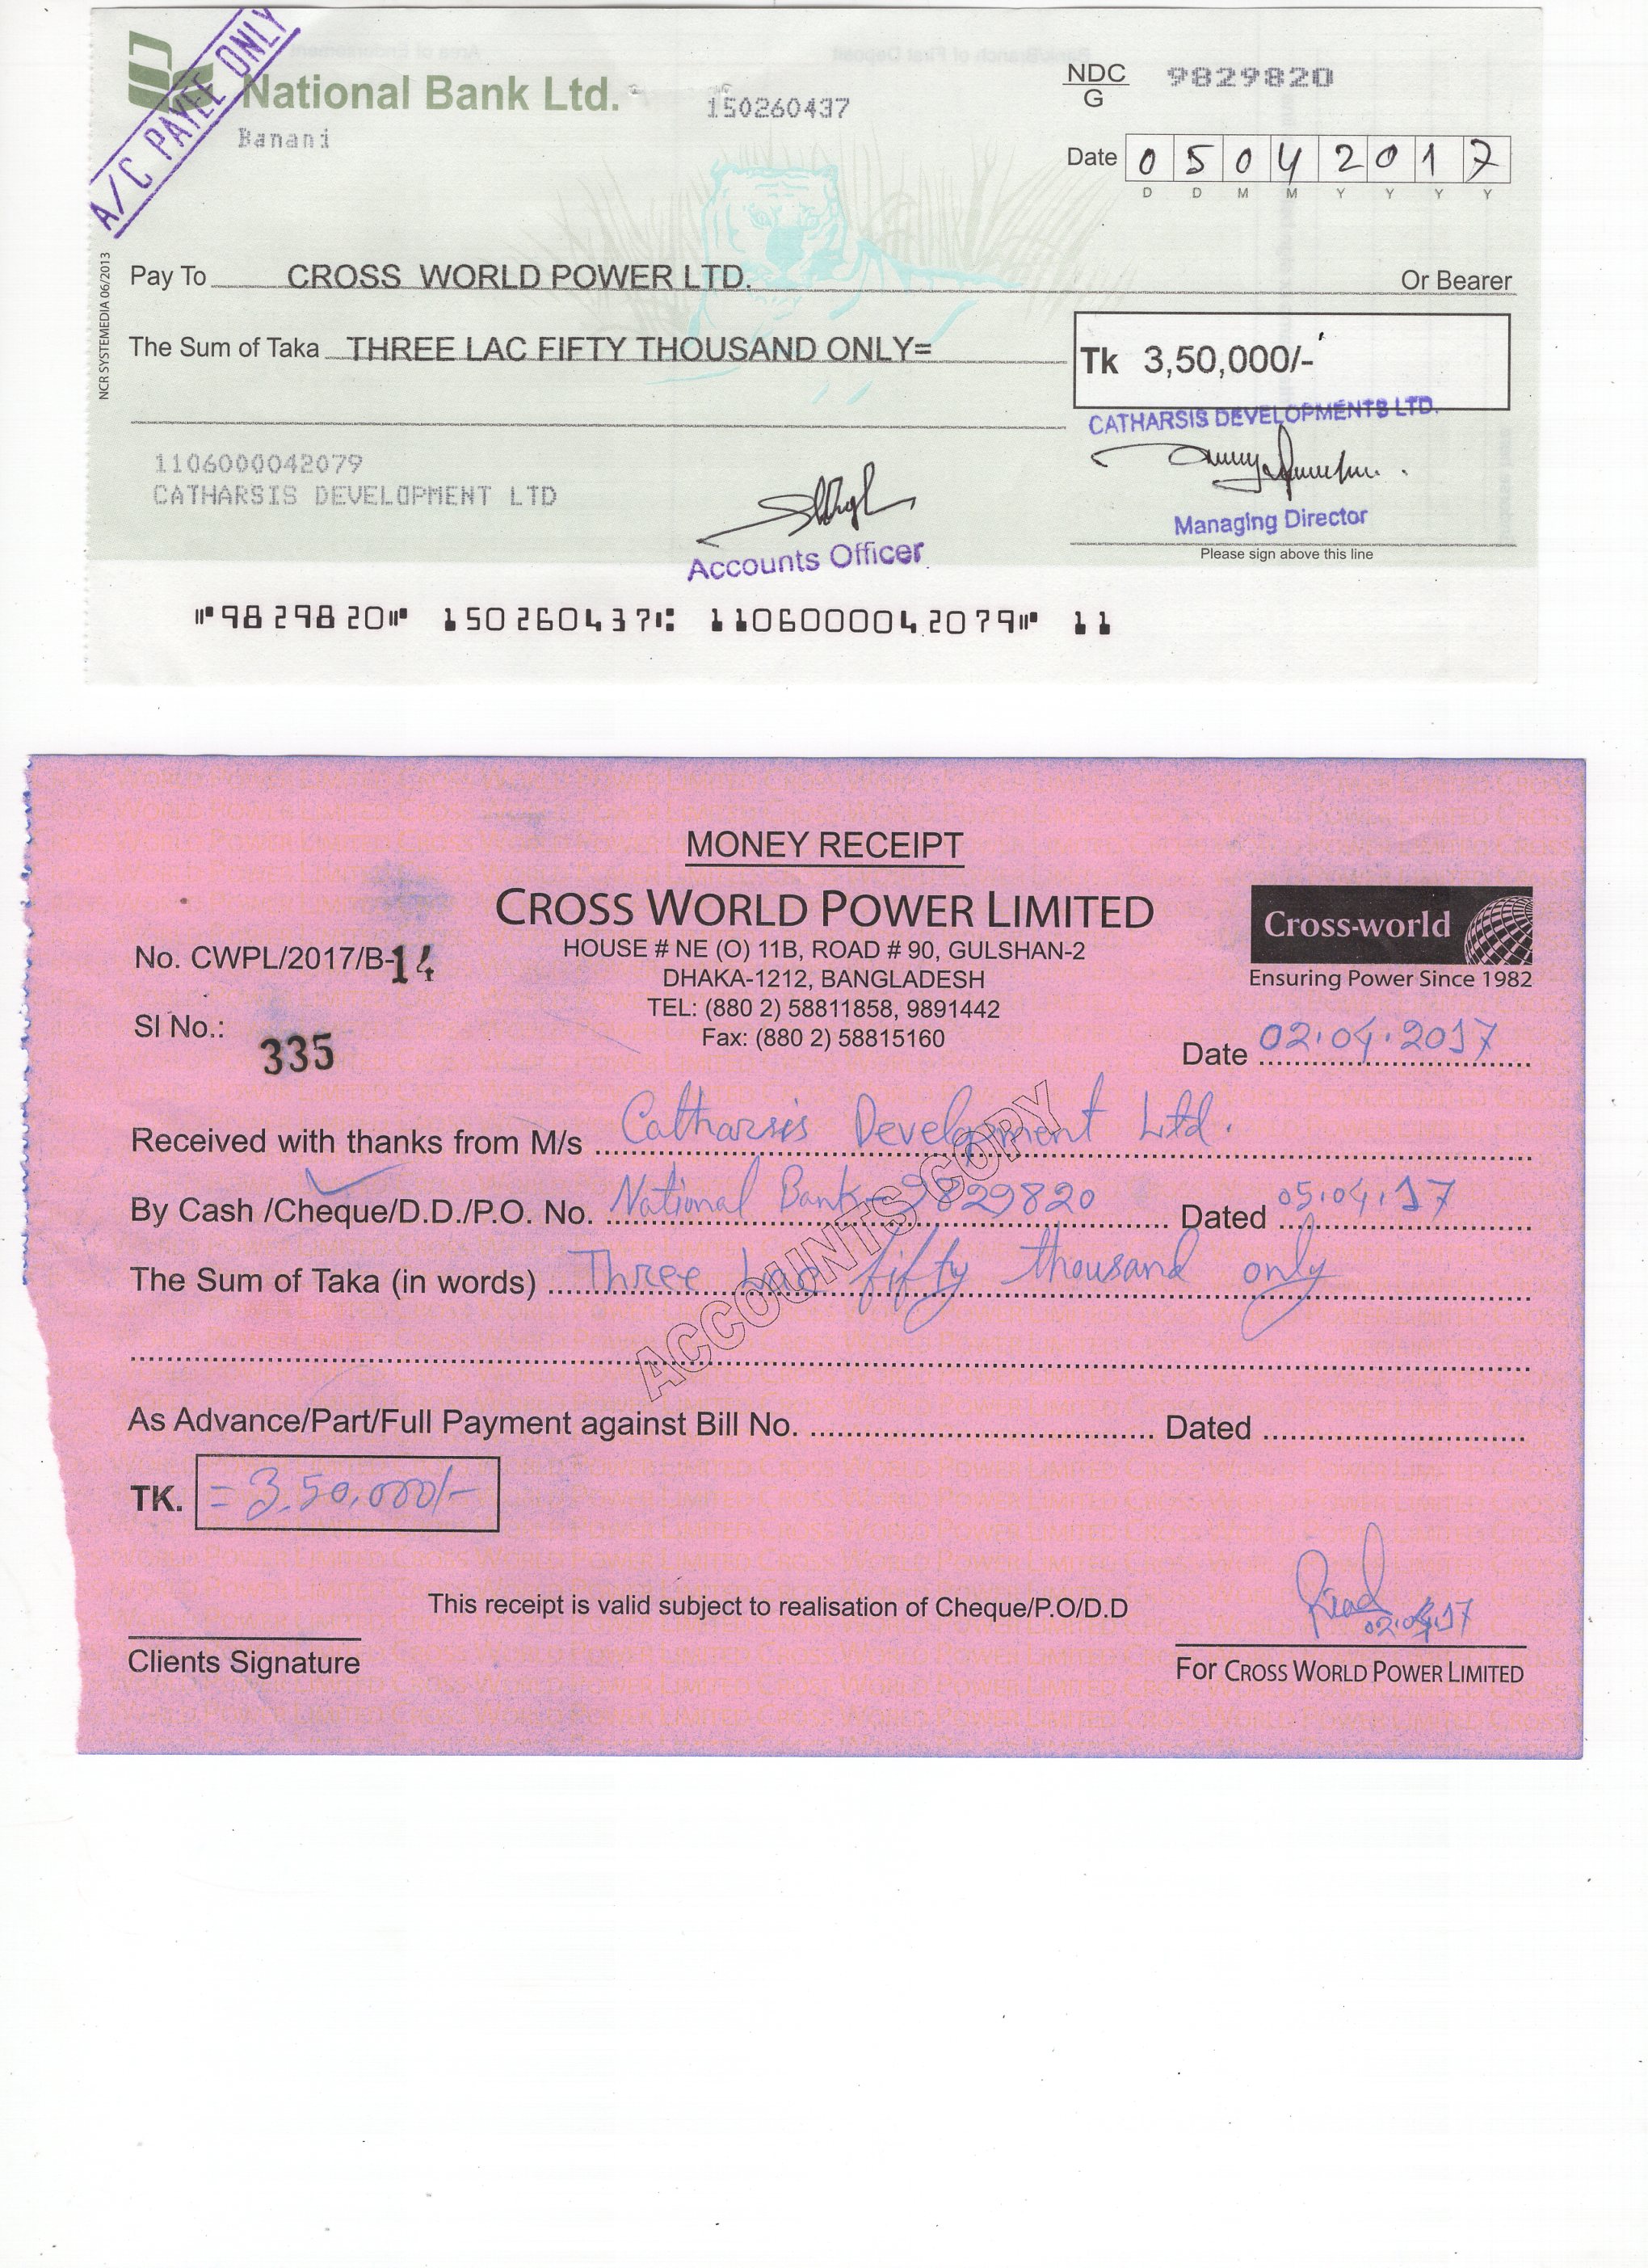 A/C PAYEE ONLY
National Bank Ltd.
Banani
150260437
NDC
G
9829820
Date 0 5 0 4 2 0 1 7
D D M M Y Y Y Y
NCR SYSTEMEDIA 06/2013
Pay To CROSS WORLD POWER LTD. Or Bearer
The Sum of Taka THREE LAC FIFTY THOUSAND ONLY=
Tk 3,50,000/-
CATHARSIS DEVELOPMENTS LTD.
1106000042079
CATHARSIS DEVELOPMENT LTD
Accounts Officer
Managing Director
Please sign above this line
⑈9829820⑈ 150260437⑆ 1106000042079⑈ 11
MONEY RECEIPT
CROSS WORLD POWER LIMITED
HOUSE # NE (O) 11B, ROAD # 90, GULSHAN-2
DHAKA-1212, BANGLADESH
TEL: (880 2) 58811858, 9891442
Fax: (880 2) 58815160
Cross-world
Ensuring Power Since 1982
No. CWPL/2017/B-14
Sl No.: 335
Date 02.04.2017
Received with thanks from M/s Catharsis Development Ltd.
By Cash /Cheque/D.D./P.O. No. National Bank-9829820 Dated 05.04.17
The Sum of Taka (in words) Three Lac fifty thousand only
ACCOUNTS COPY
As Advance/Part/Full Payment against Bill No. Dated
TK. =3,50,000/-
This receipt is valid subject to realisation of Cheque/P.O/D.D
02.04.17
Clients Signature
For CROSS WORLD POWER LIMITED